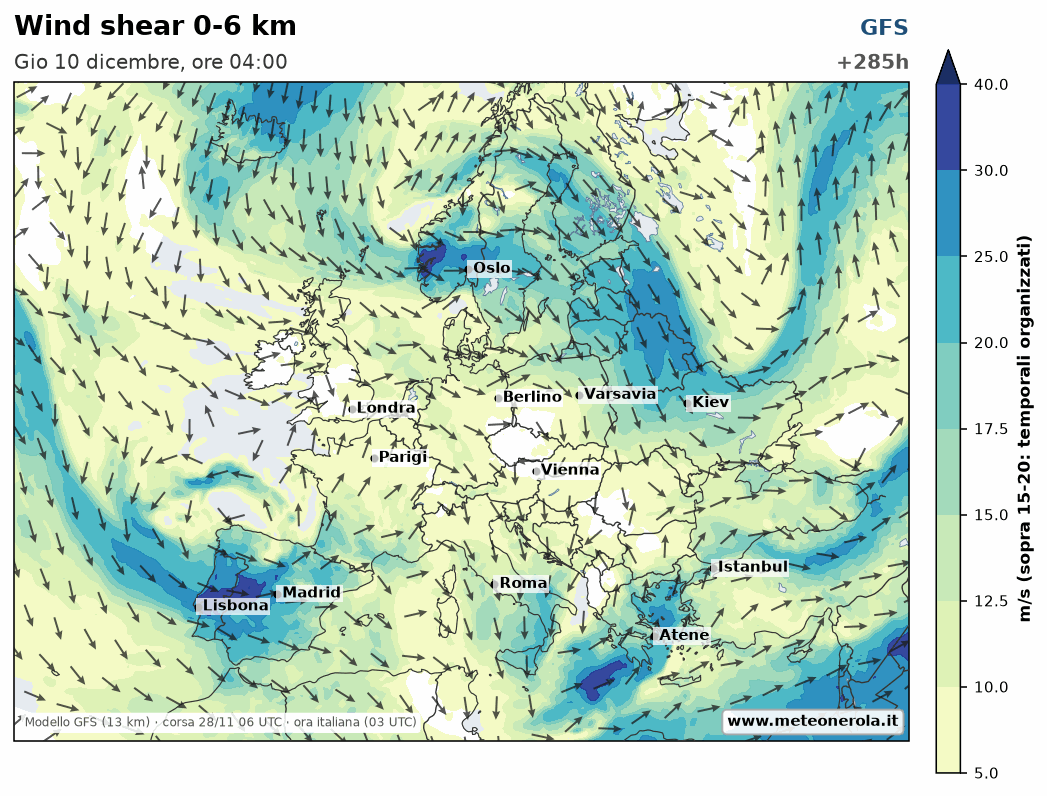 Wind shear 0-6 km
GFS
Gio 10 dicembre, ore 04:00
+285h
40.0
30.0
25.0
20.0
17.5
15.0
12.5
10.0
5.0
m/s (sopra 15-20: temporali organizzati)
Oslo
Berlino
Varsavia
Kiev
Londra
Parigi
Vienna
Istanbul
Roma
Madrid
Lisbona
Atene
Modello GFS (13 km) · corsa 28/11 06 UTC · ora italiana (03 UTC)
www.meteonerola.it